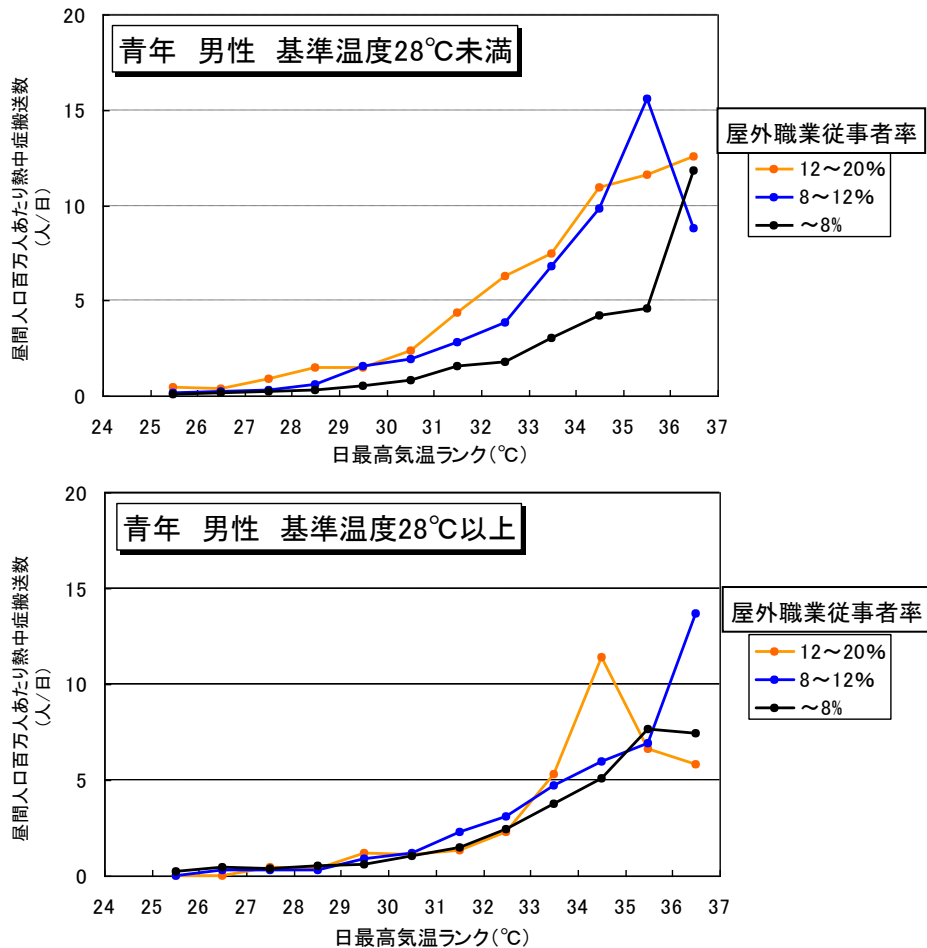 青年 男性 基準温度28℃未満
昼間人口百万人あたり熱中症搬送数
(人/日)
20
15
10
5
0
24 25 26 27 28 29 30 31 32 33 34 35 36 37
日最高気温ランク(℃)
屋外職業従事者率
12～20%
8～12%
～8%
青年 男性 基準温度28℃以上
昼間人口百万人あたり熱中症搬送数
(人/日)
20
15
10
5
0
24 25 26 27 28 29 30 31 32 33 34 35 36 37
日最高気温ランク(℃)
屋外職業従事者率
12～20%
8～12%
～8%